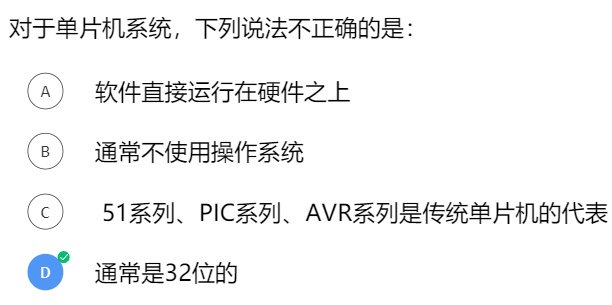 对于单片机系统，下列说法不正确的是：
A 软件直接运行在硬件之上
B 通常不使用操作系统
C 51系列、PIC系列、AVR系列是传统单片机的代表
D 通常是32位的